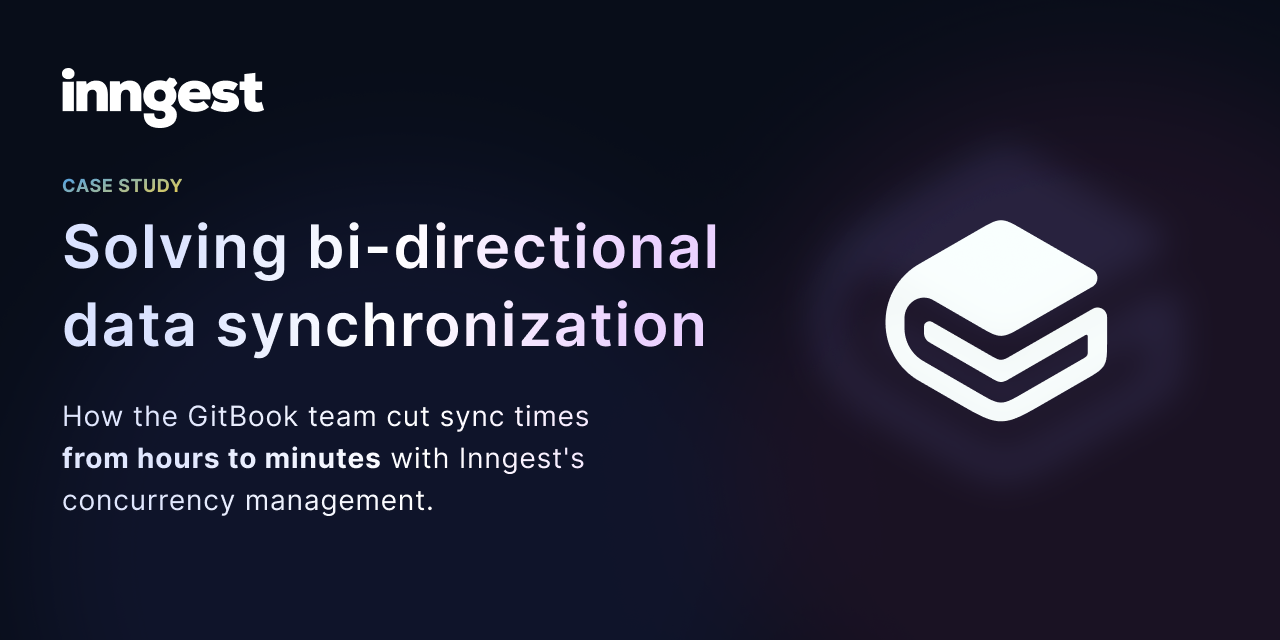 inngest
CASE STUDY
Solving bi-directional
data synchronization
How the GitBook team cut sync times
from hours to minutes with Inngest's
concurrency management.